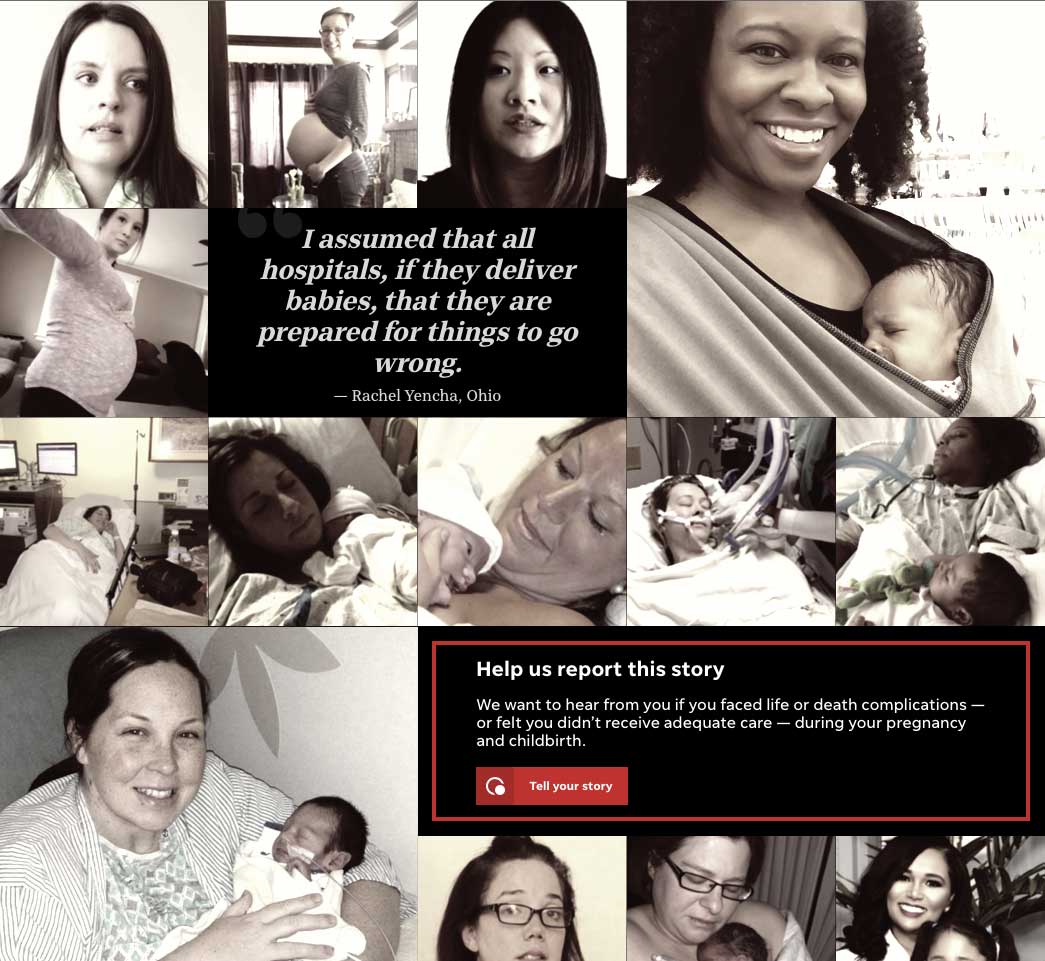 I assumed that all
hospitals, if they deliver
babies, that they are
prepared for things to go
wrong.
— Rachel Yencha, Ohio
Help us report this story
We want to hear from you if you faced life or death complications —
or felt you didn’t receive adequate care — during your pregnancy
and childbirth.
Tell your story